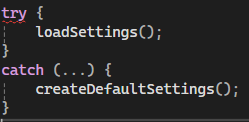 try {
    loadSettings();
}
catch (...) {
    createDefaultSettings();
}